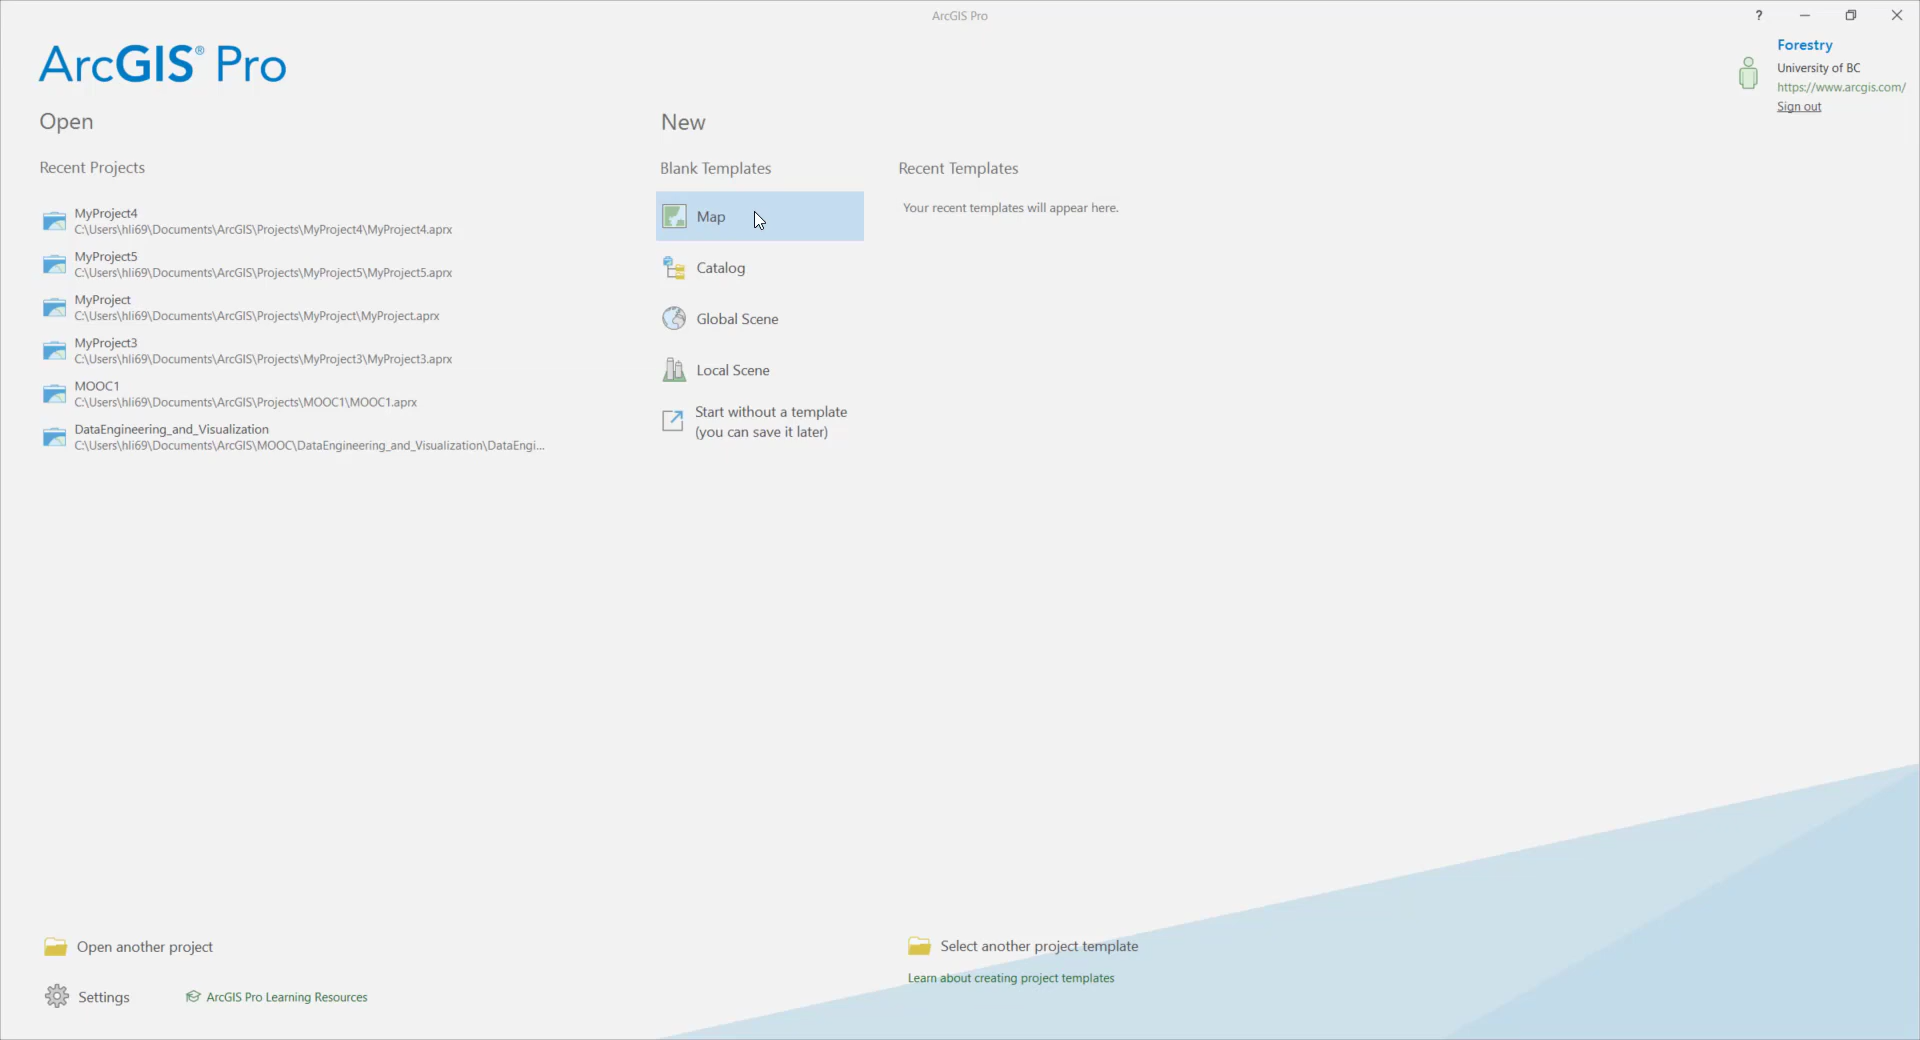 ArcGIS Pro
?
ArcGIS® Pro
Forestry
University of BC
https://www.arcgis.com/
Sign out
Open
Recent Projects
MyProject4
C:\Users\hli69\Documents\ArcGIS\Projects\MyProject4\MyProject4.aprx
MyProject5
C:\Users\hli69\Documents\ArcGIS\Projects\MyProject5\MyProject5.aprx
MyProject
C:\Users\hli69\Documents\ArcGIS\Projects\MyProject\MyProject.aprx
MyProject3
C:\Users\hli69\Documents\ArcGIS\Projects\MyProject3\MyProject3.aprx
MOOC1
C:\Users\hli69\Documents\ArcGIS\Projects\MOOC1\MOOC1.aprx
DataEngineering_and_Visualization
C:\Users\hli69\Documents\ArcGIS\MOOC\DataEngineering_and_Visualization\DataEngi...
New
Blank Templates
Map
Catalog
Global Scene
Local Scene
Start without a template
(you can save it later)
Recent Templates
Your recent templates will appear here.
Open another project
Settings
ArcGIS Pro Learning Resources
Select another project template
Learn about creating project templates